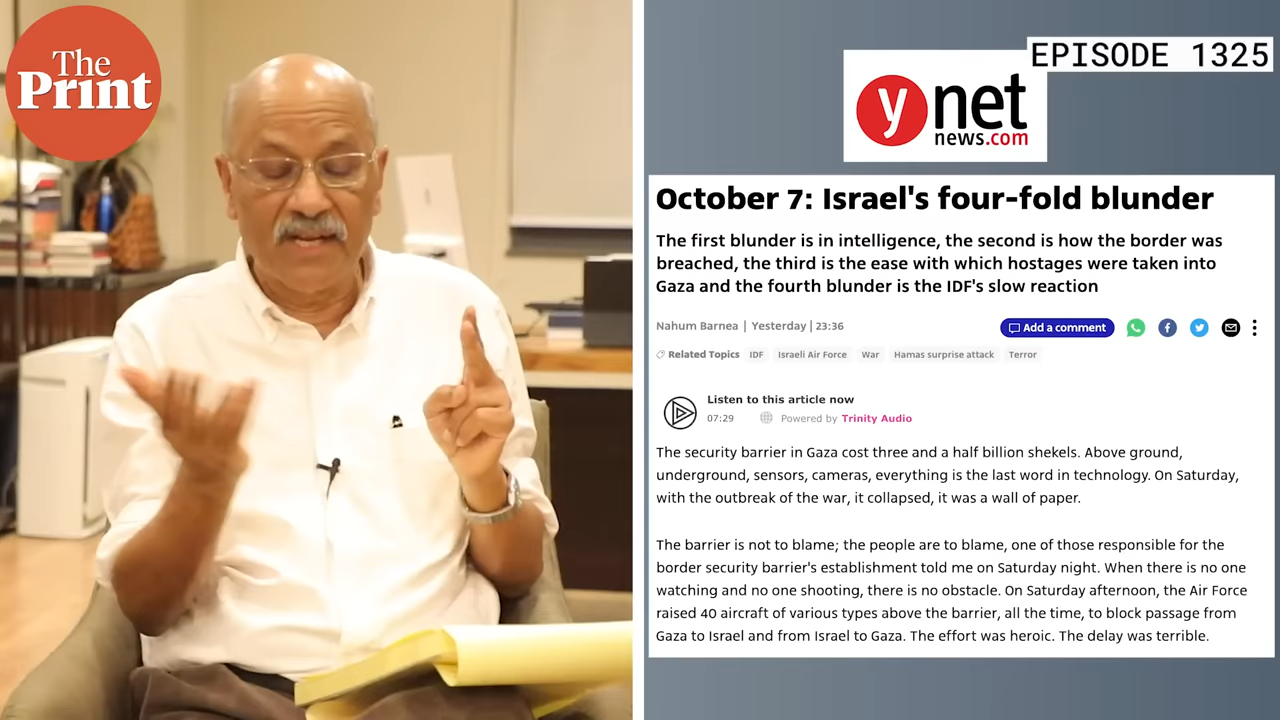 The
Print
EPISODE 1325
ynet
news.com
October 7: Israel's four-fold blunder
The first blunder is in intelligence, the second is how the border was
breached, the third is the ease with which hostages were taken into
Gaza and the fourth blunder is the IDF's slow reaction
Nahum Barnea | Yesterday | 23:36
Add a comment
Related Topics IDF Israeli Air Force War Hamas surprise attack Terror
Listen to this article now
07:29 Powered by Trinity Audio
The security barrier in Gaza cost three and a half billion shekels. Above ground,
underground, sensors, cameras, everything is the last word in technology. On Saturday,
with the outbreak of the war, it collapsed, it was a wall of paper.
The barrier is not to blame; the people are to blame, one of those responsible for the
border security barrier's establishment told me on Saturday night. When there is no one
watching and no one shooting, there is no obstacle. On Saturday afternoon, the Air Force
raised 40 aircraft of various types above the barrier, all the time, to block passage from
Gaza to Israel and from Israel to Gaza. The effort was heroic. The delay was terrible.